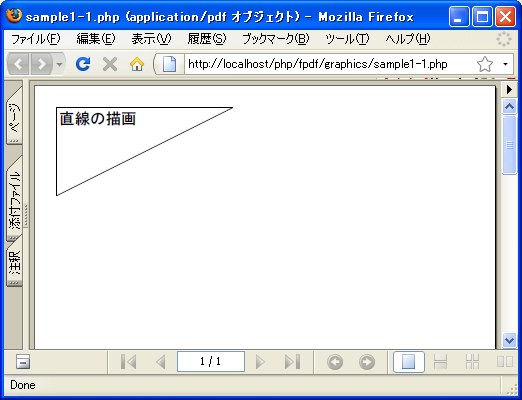 sample1-1.php (application/pdf オブジェクト) - Mozilla Firefox
ファイル(F) 編集(E) 表示(V) 履歴(S) ブックマーク(B) ツール(T) ヘルプ(H)
http://localhost/php/fpdf/graphics/sample1-1.php
ページ
添付ファイル
注釈
直線の描画
1 / 1
Done